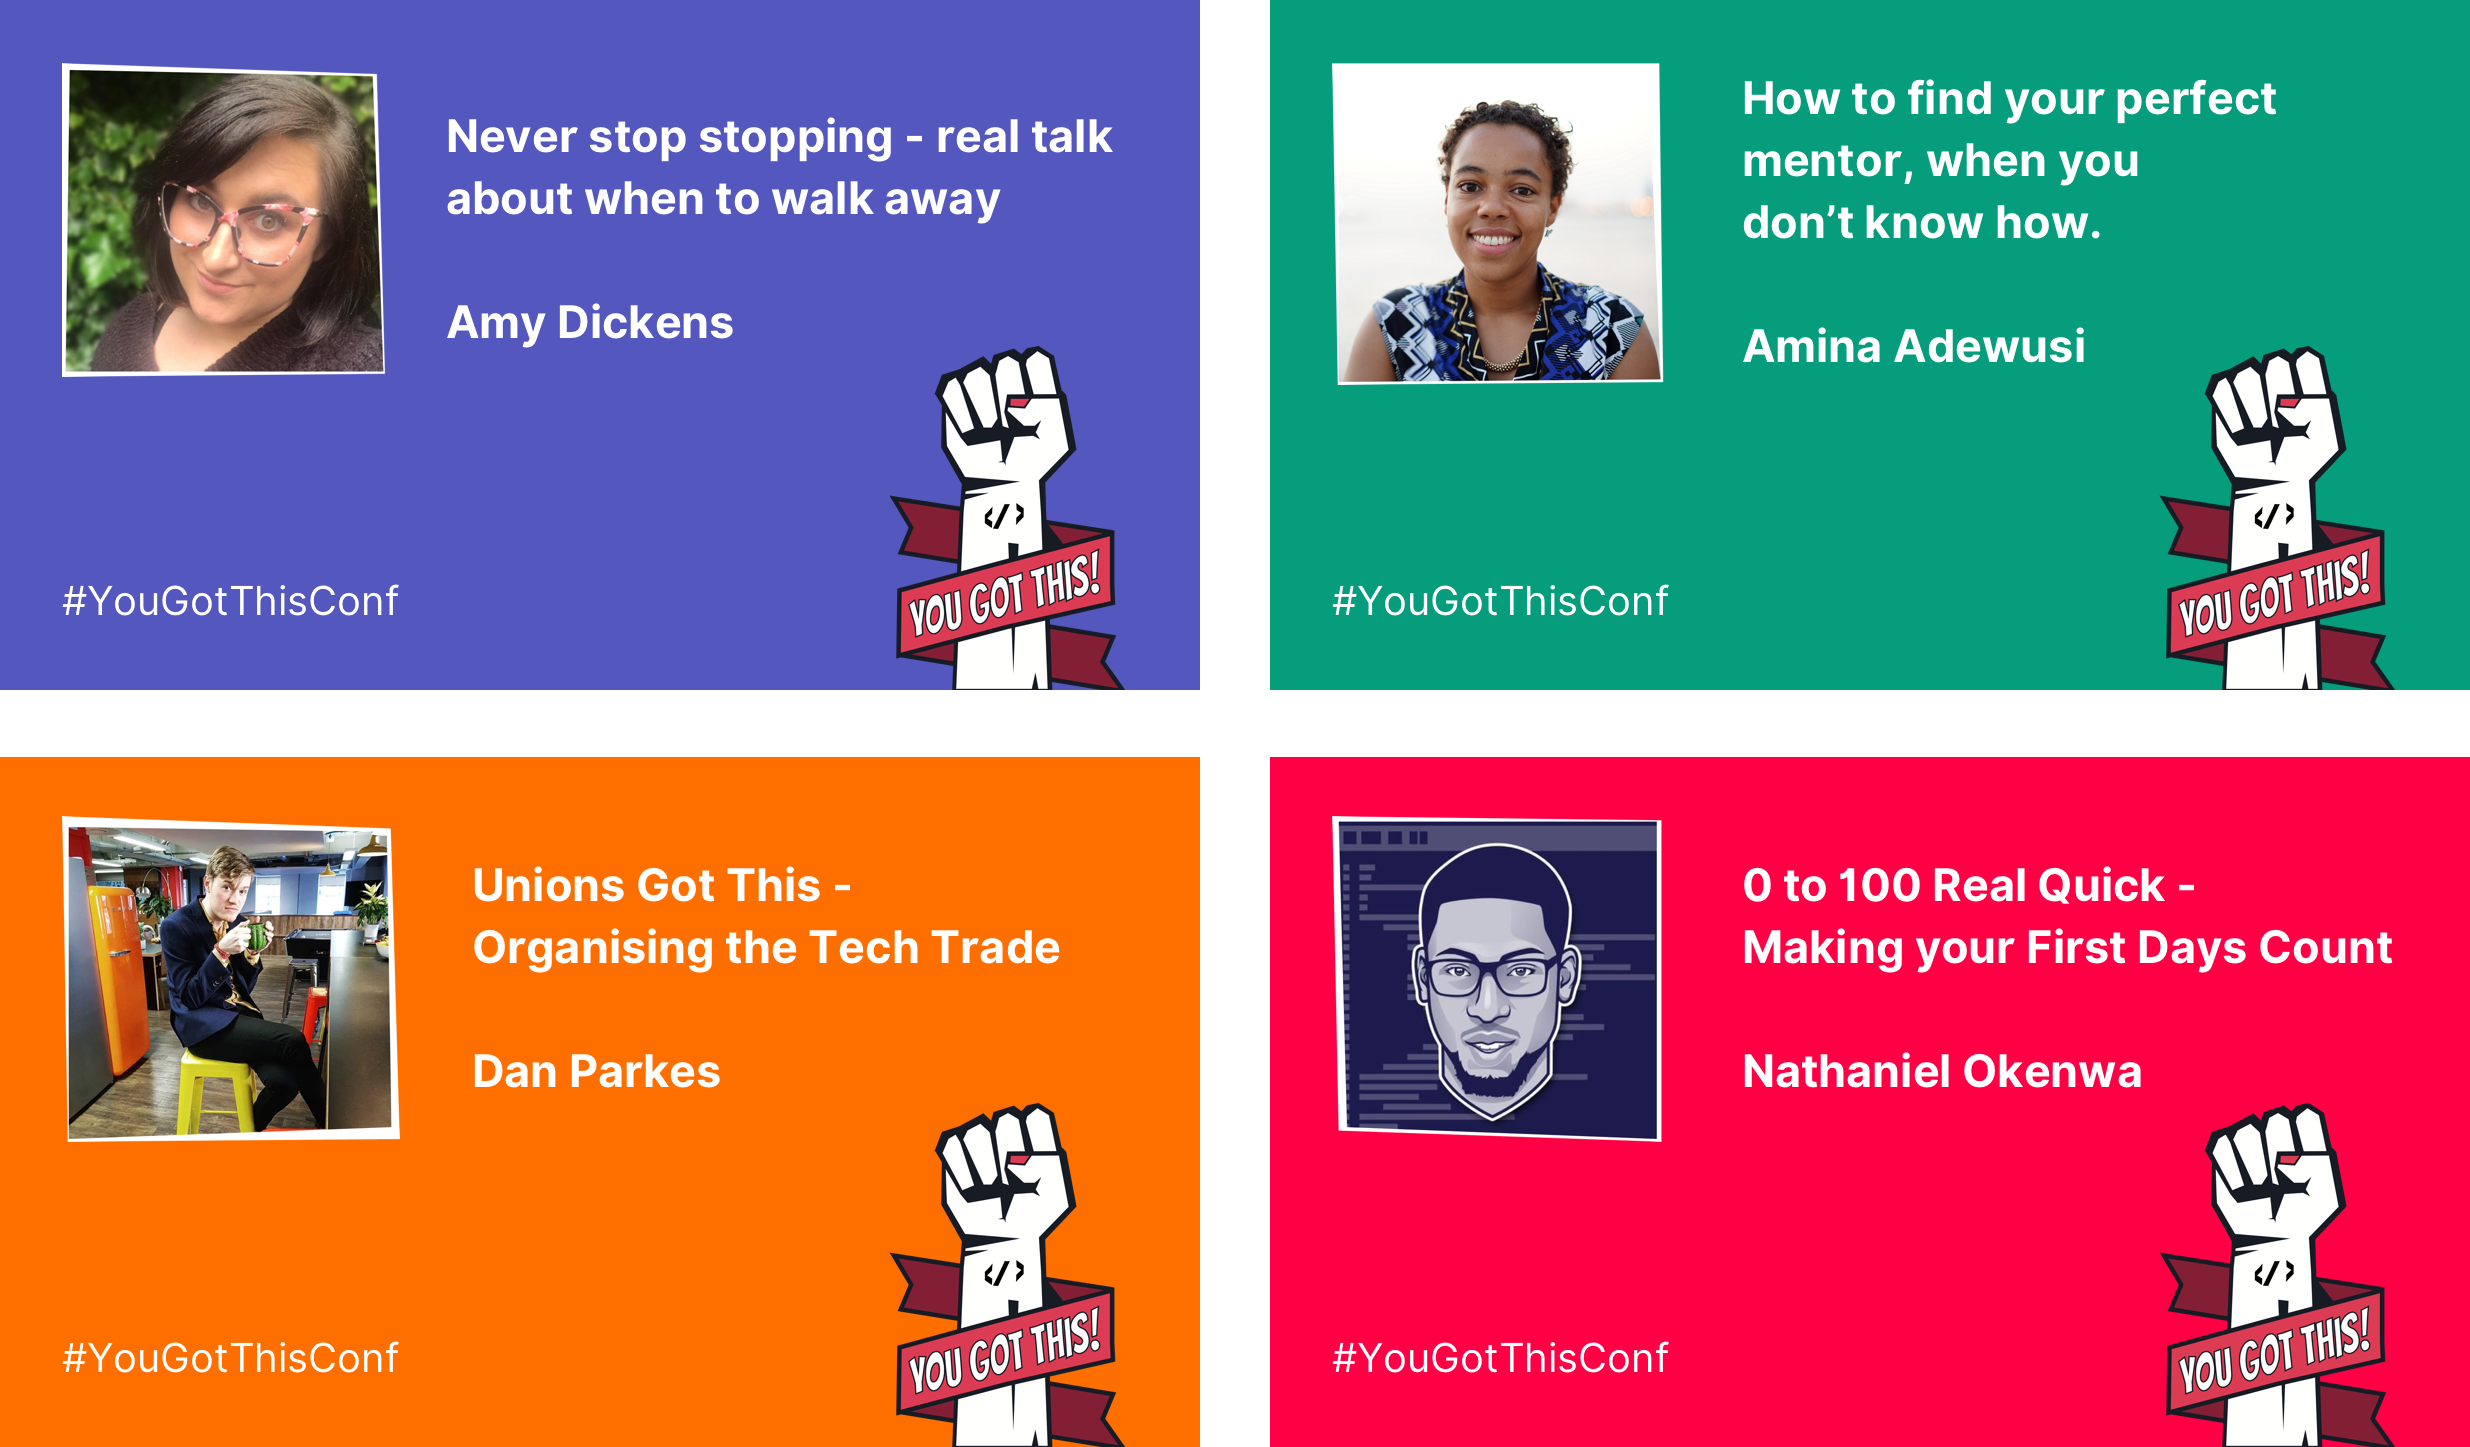 Never stop stopping - real talk
about when to walk away
Amy Dickens
</>
YOU GOT THIS!
#YouGotThisConf
How to find your perfect
mentor, when you
don’t know how.
Amina Adewusi
</>
YOU GOT THIS!
#YouGotThisConf
Unions Got This -
Organising the Tech Trade
Dan Parkes
</>
YOU GOT THIS!
#YouGotThisConf
0 to 100 Real Quick -
Making your First Days Count
Nathaniel Okenwa
</>
YOU GOT THIS!
#YouGotThisConf